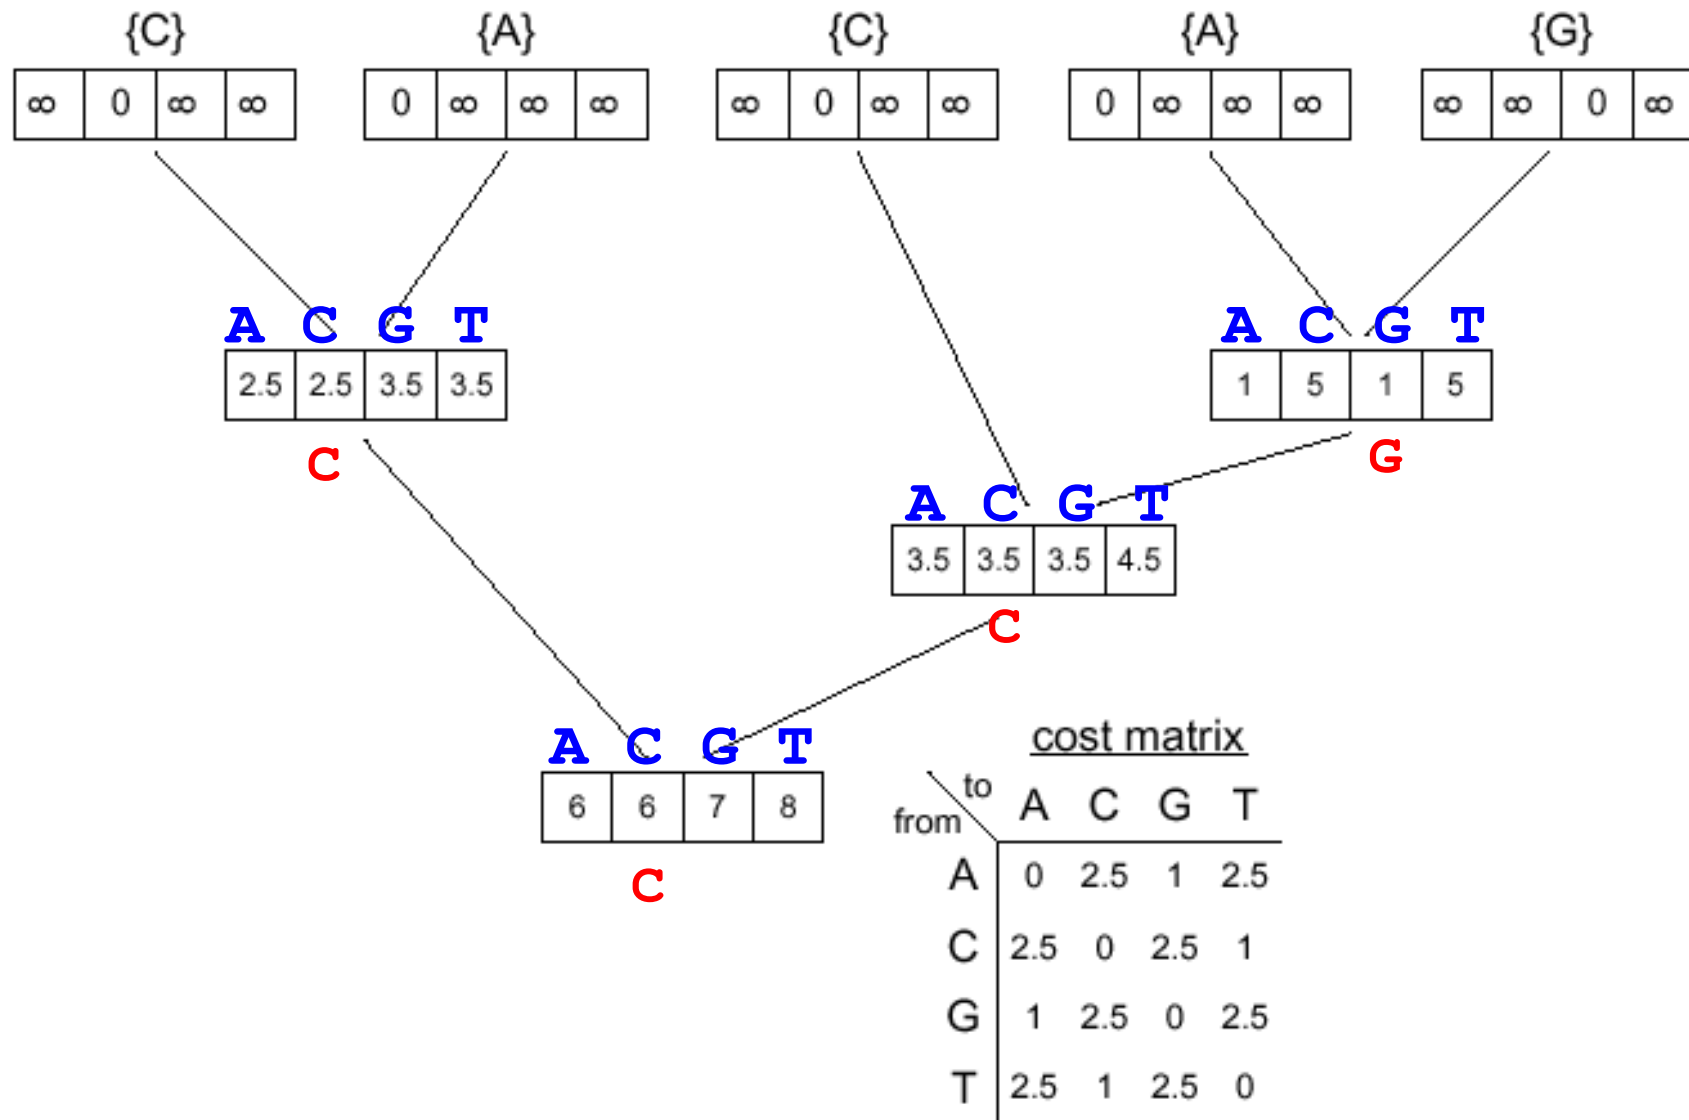 {C} {A} {C} {A} {G}
∞ 0 ∞ ∞ 0 ∞ ∞ ∞ ∞ 0 ∞ ∞ 0 ∞ ∞ ∞ ∞ ∞ 0 ∞
A C G T A C G T
2.5 2.5 3.5 3.5 1 5 1 5
C G
A C G T
3.5 3.5 3.5 4.5
C
A C G T
6 6 7 8
C
cost matrix
to A C G T
from
A 0 2.5 1 2.5
C 2.5 0 2.5 1
G 1 2.5 0 2.5
T 2.5 1 2.5 0